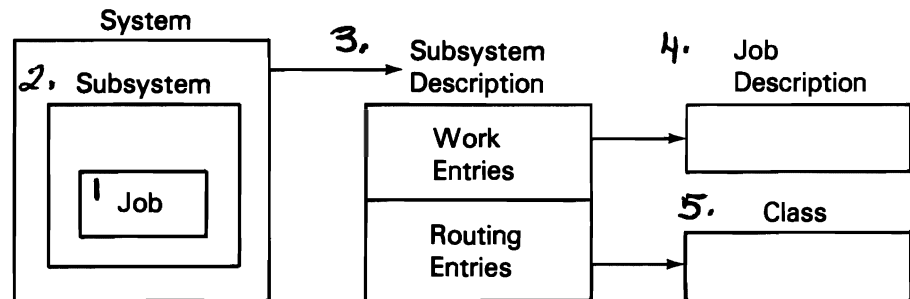 System
2. Subsystem
1 Job
3. Subsystem
Description
Work
Entries
Routing
Entries
4. Job
Description
5. Class